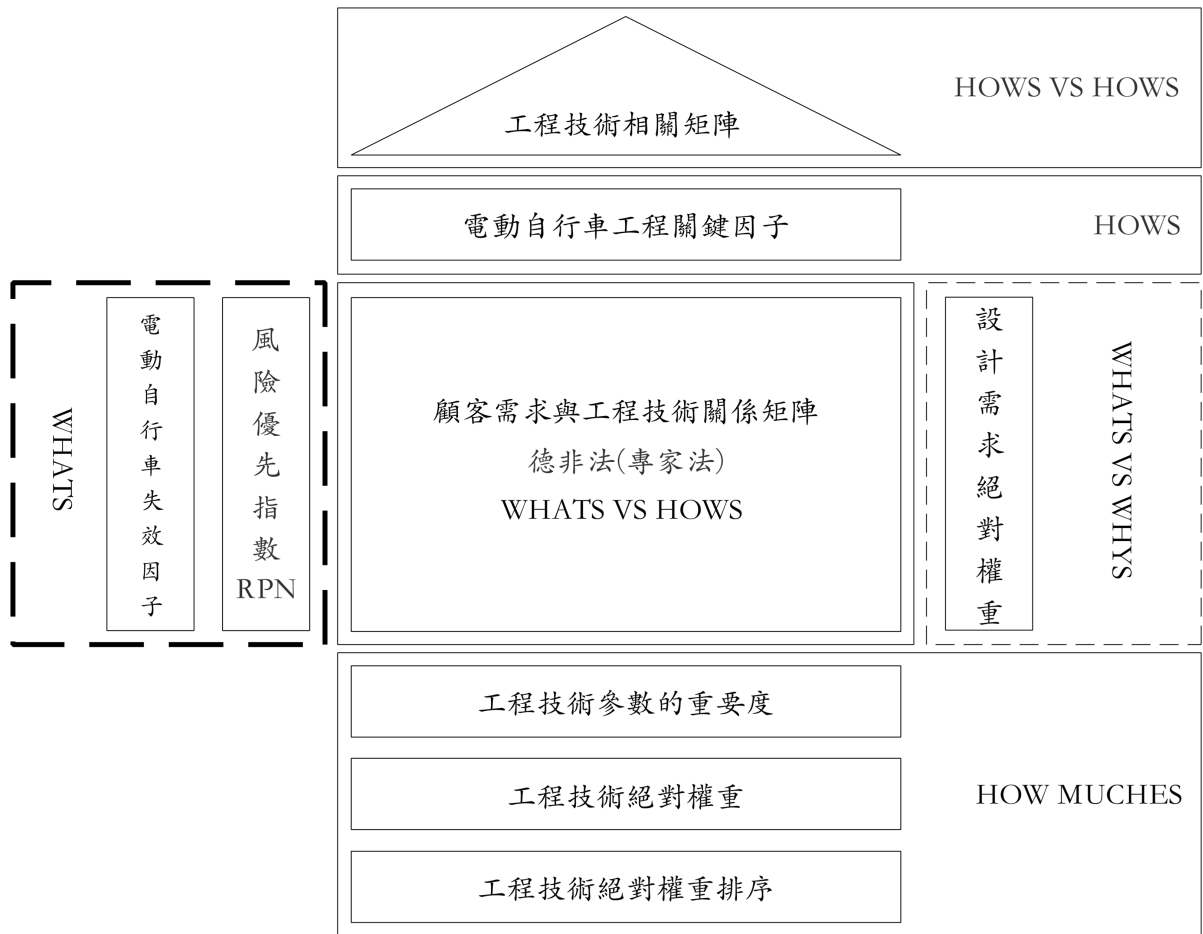 HOWS VS HOWS
工程技術相關矩陣
電動自行車工程關鍵因子
HOWS
WHATS
電動自行車失效因子
風險優先指數
RPN
顧客需求與工程技術關係矩陣
德非法(專家法)
WHATS VS HOWS
設計需求絕對權重
WHATS VS WHYS
工程技術參數的重要度
工程技術絕對權重
HOW MUCHES
工程技術絕對權重排序